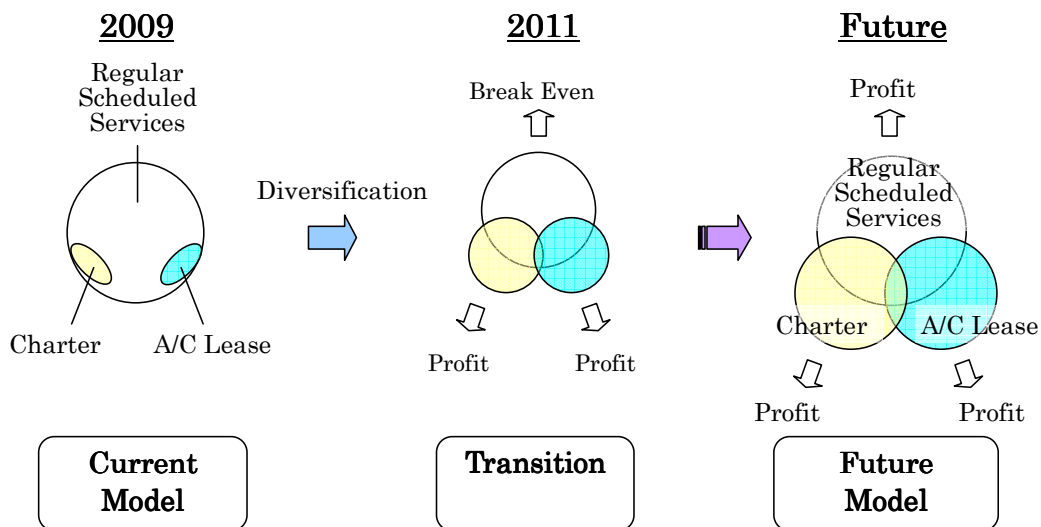 2009
Regular
Scheduled
Services
Charter
A/C Lease
Current
Model
Diversification
2011
Break Even
Profit
Profit
Transition
Future
Profit
Regular
Scheduled
Services
Charter
A/C Lease
Profit
Profit
Future
Model